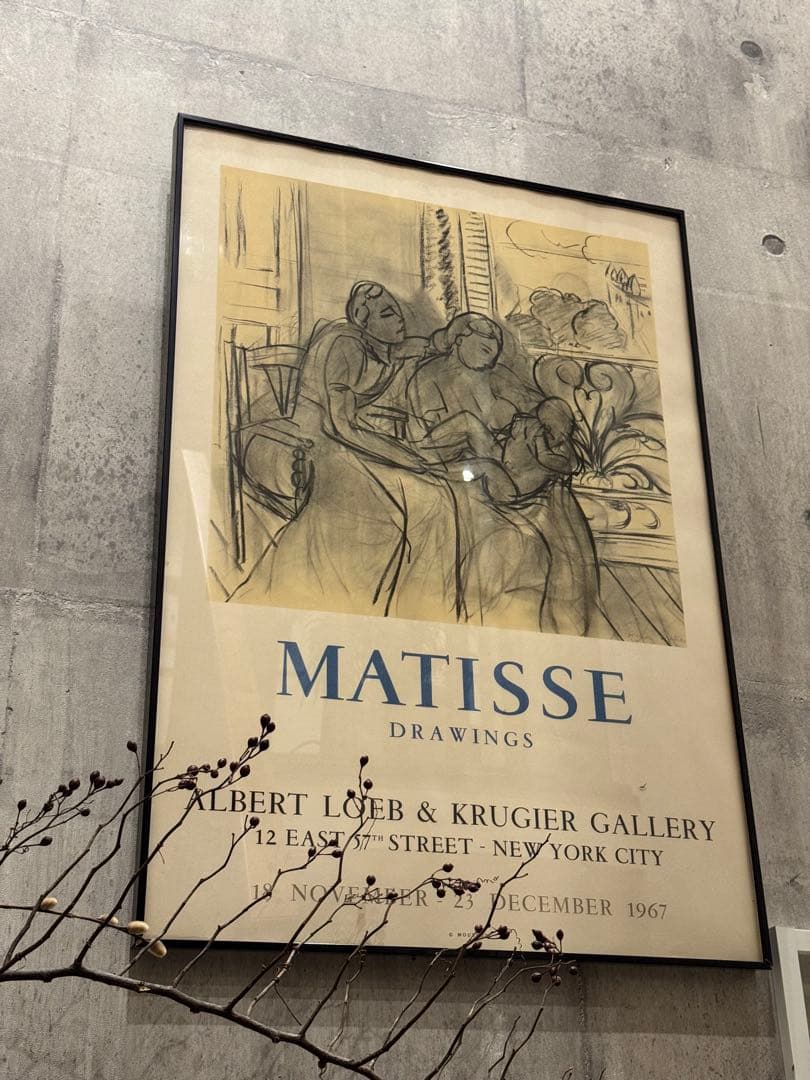 MATISSE
DRAWINGS
ALBERT LOEB & KRUGIER GALLERY
12 EAST 57TH STREET - NEW YORK CITY
18 NOVEMBER - 23 DECEMBER 1967